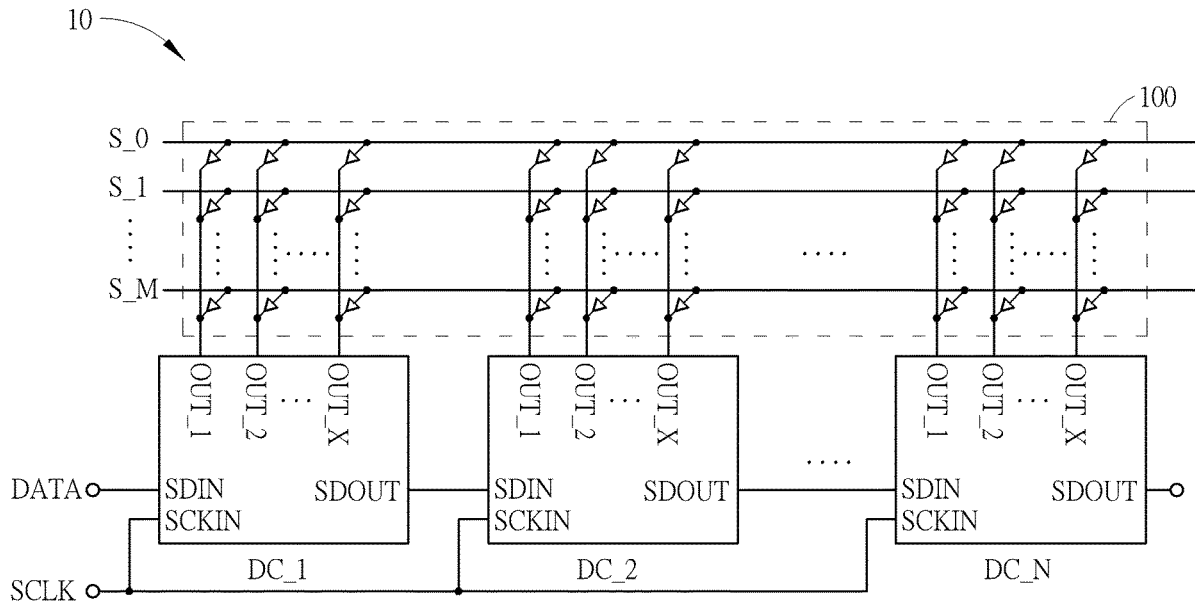 10
100
S_0
S_1
S_M
OUT_1 OUT_2 OUT_X OUT_1 OUT_2 OUT_X OUT_1 OUT_2 OUT_X
DATA SDIN SDOUT SDIN SDOUT SDIN SDOUT
SCKIN SCKIN SCKIN
DC_1 DC_2 DC_N
SCLK